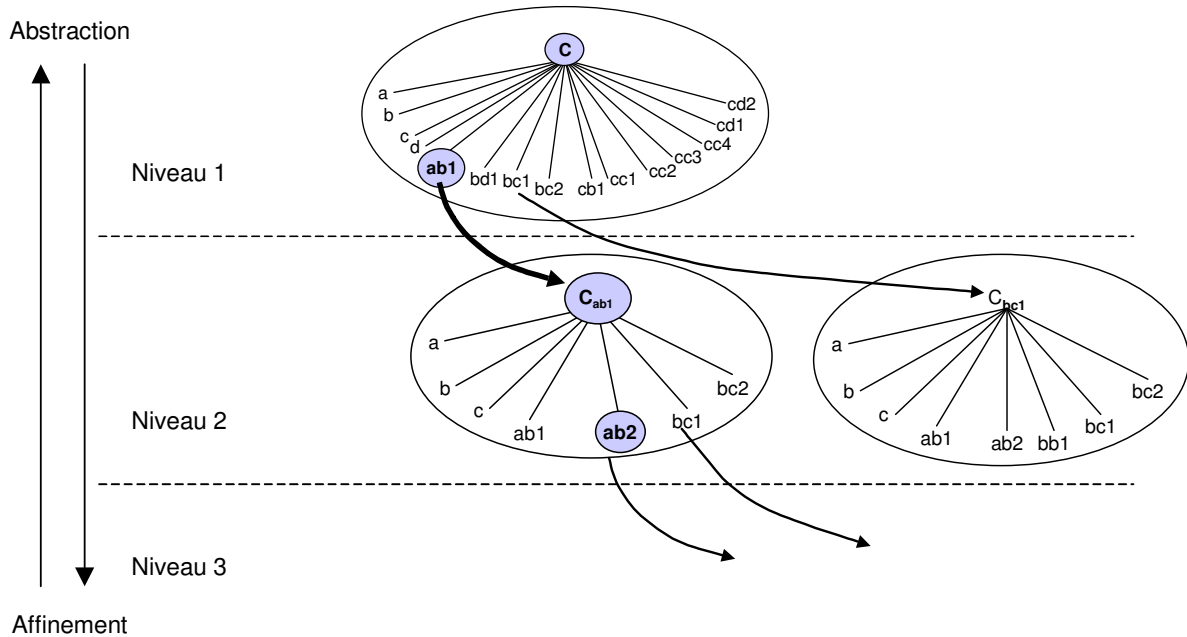 Abstraction
C
a
b
c
d
ab1
bd1
bc1
bc2
cb1
cc1
cc2
cc3
cc4
cd1
cd2
Niveau 1
Cab1
a
b
c
ab1
ab2
bc1
bc2
Cbc1
a
b
c
ab1
ab2
bb1
bc1
bc2
Niveau 2
Niveau 3
Affinement